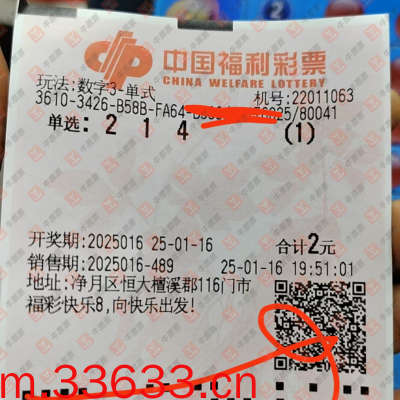 中国福利彩票
CHINA WELFARE LOTTERY
玩法:数字3-单式
机号:22011063
3610-3426-B58B-FA64-
25/80041
单选: 2 1 4 (1)
开奖期:2025016 25-01-16 合计2元
销售期:2025016-489 25-01-16 19:51:01
地址:净月区恒大檀溪郡116门市
福彩快乐8,向快乐出发!
m.33633.cn